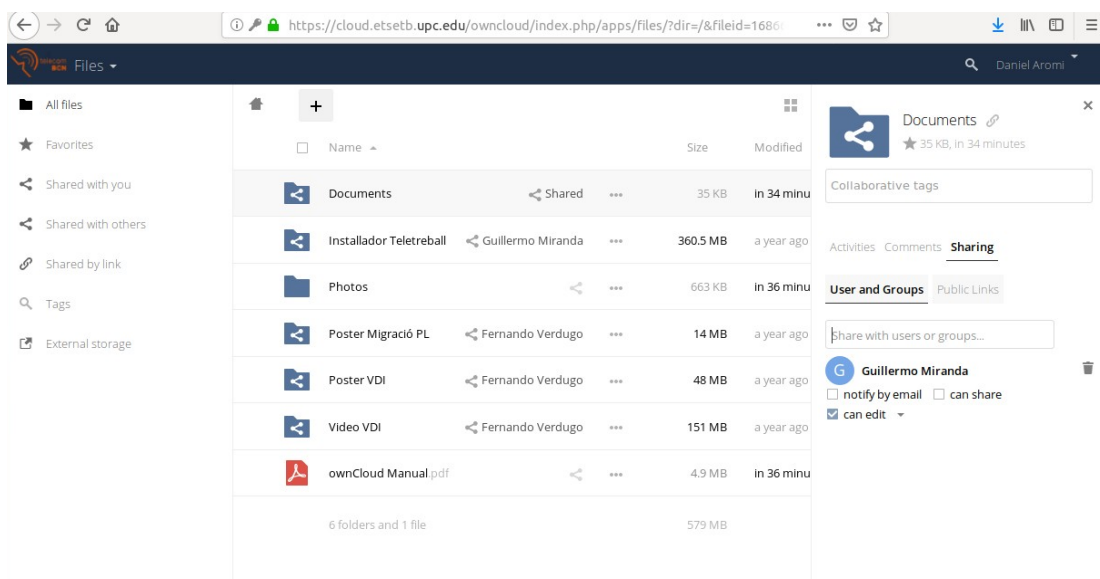 https://cloud.etsetb.upc.edu/owncloud/index.php/apps/files/?dir=/&fileid=1686
telecom BCN Files Daniel Aromi
All files
Favorites
Shared with you
Shared with others
Shared by link
Tags
External storage
+
Name Size Modified
Documents Shared 35 KB in 34 minu
Installador Teletreball Guillermo Miranda 360.5 MB a year ago
Photos 663 KB in 36 minu
Poster Migració PL Fernando Verdugo 14 MB a year ago
Poster VDI Fernando Verdugo 48 MB a year ago
Video VDI Fernando Verdugo 151 MB a year ago
ownCloud Manual.pdf 4.9 MB in 36 minu
6 folders and 1 file 579 MB
Documents
35 KB, in 34 minutes
Collaborative tags
Activities Comments Sharing
User and Groups Public Links
Share with users or groups...
G Guillermo Miranda
notify by email can share
can edit